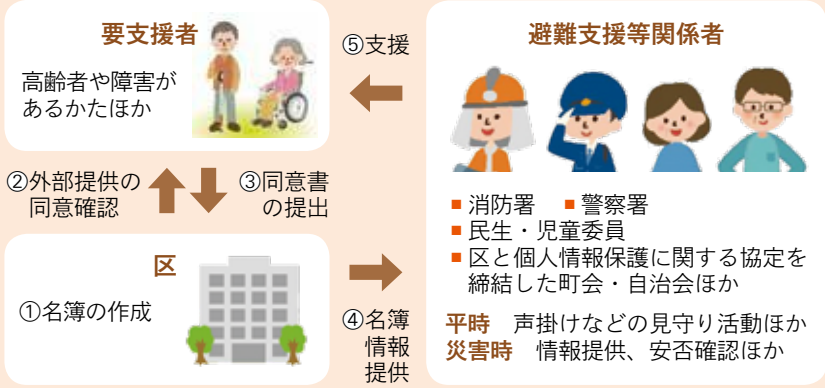 要支援者
高齢者や障害が
あるかたほか
②外部提供の
同意確認
③同意書
の提出
区
①名簿の作成
④名簿
情報
提供
⑤支援
避難支援等関係者
■消防署 ■警察署
■民生・児童委員
■区と個人情報保護に関する協定を
締結した町会・自治会ほか
平時 声掛けなどの見守り活動ほか
災害時 情報提供、安否確認ほか